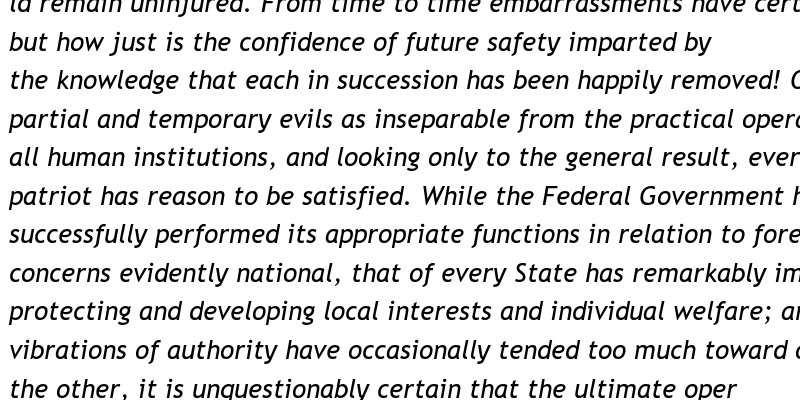 ld remain uninjured. From time to time embarrassments have cert
but how just is the confidence of future safety imparted by
the knowledge that each in succession has been happily removed!
partial and temporary evils as inseparable from the practical opera
all human institutions, and looking only to the general result, ever
patriot has reason to be satisfied. While the Federal Government h
successfully performed its appropriate functions in relation to fore
concerns evidently national, that of every State has remarkably im
protecting and developing local interests and individual welfare; an
vibrations of authority have occasionally tended too much toward o
the other, it is unquestionably certain that the ultimate oper